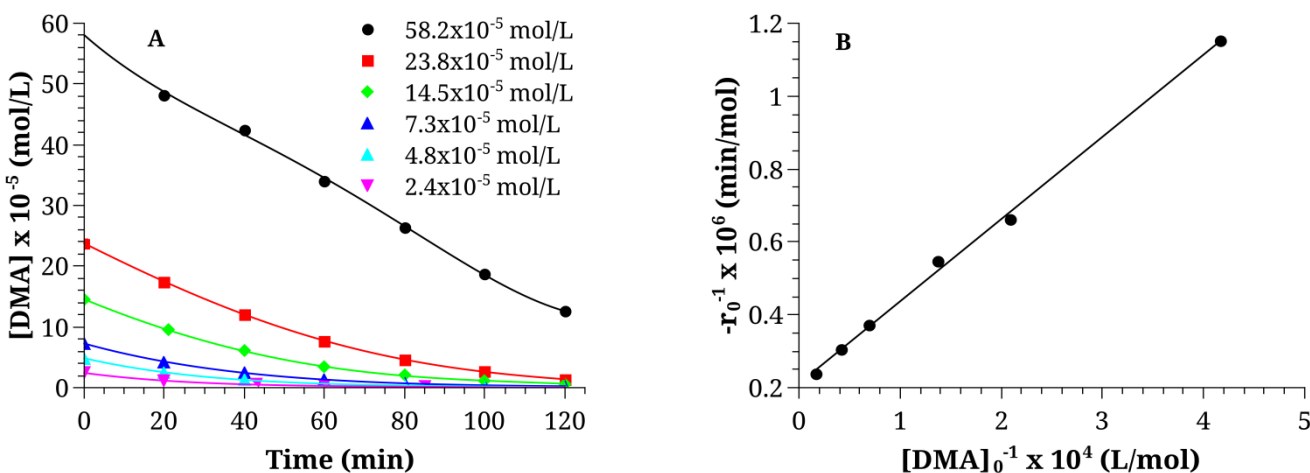 A
58.2x10⁻⁵ mol/L
23.8x10⁻⁵ mol/L
14.5x10⁻⁵ mol/L
7.3x10⁻⁵ mol/L
4.8x10⁻⁵ mol/L
2.4x10⁻⁵ mol/L
[DMA] x 10⁻⁵ (mol/L)
60
50
40
30
20
10
0
0 20 40 60 80 100 120
Time (min)
B
-r₀⁻¹ x 10⁶ (min/mol)
1.2
1
0.8
0.6
0.4
0.2
0 1 2 3 4 5
[DMA]₀⁻¹ x 10⁴ (L/mol)